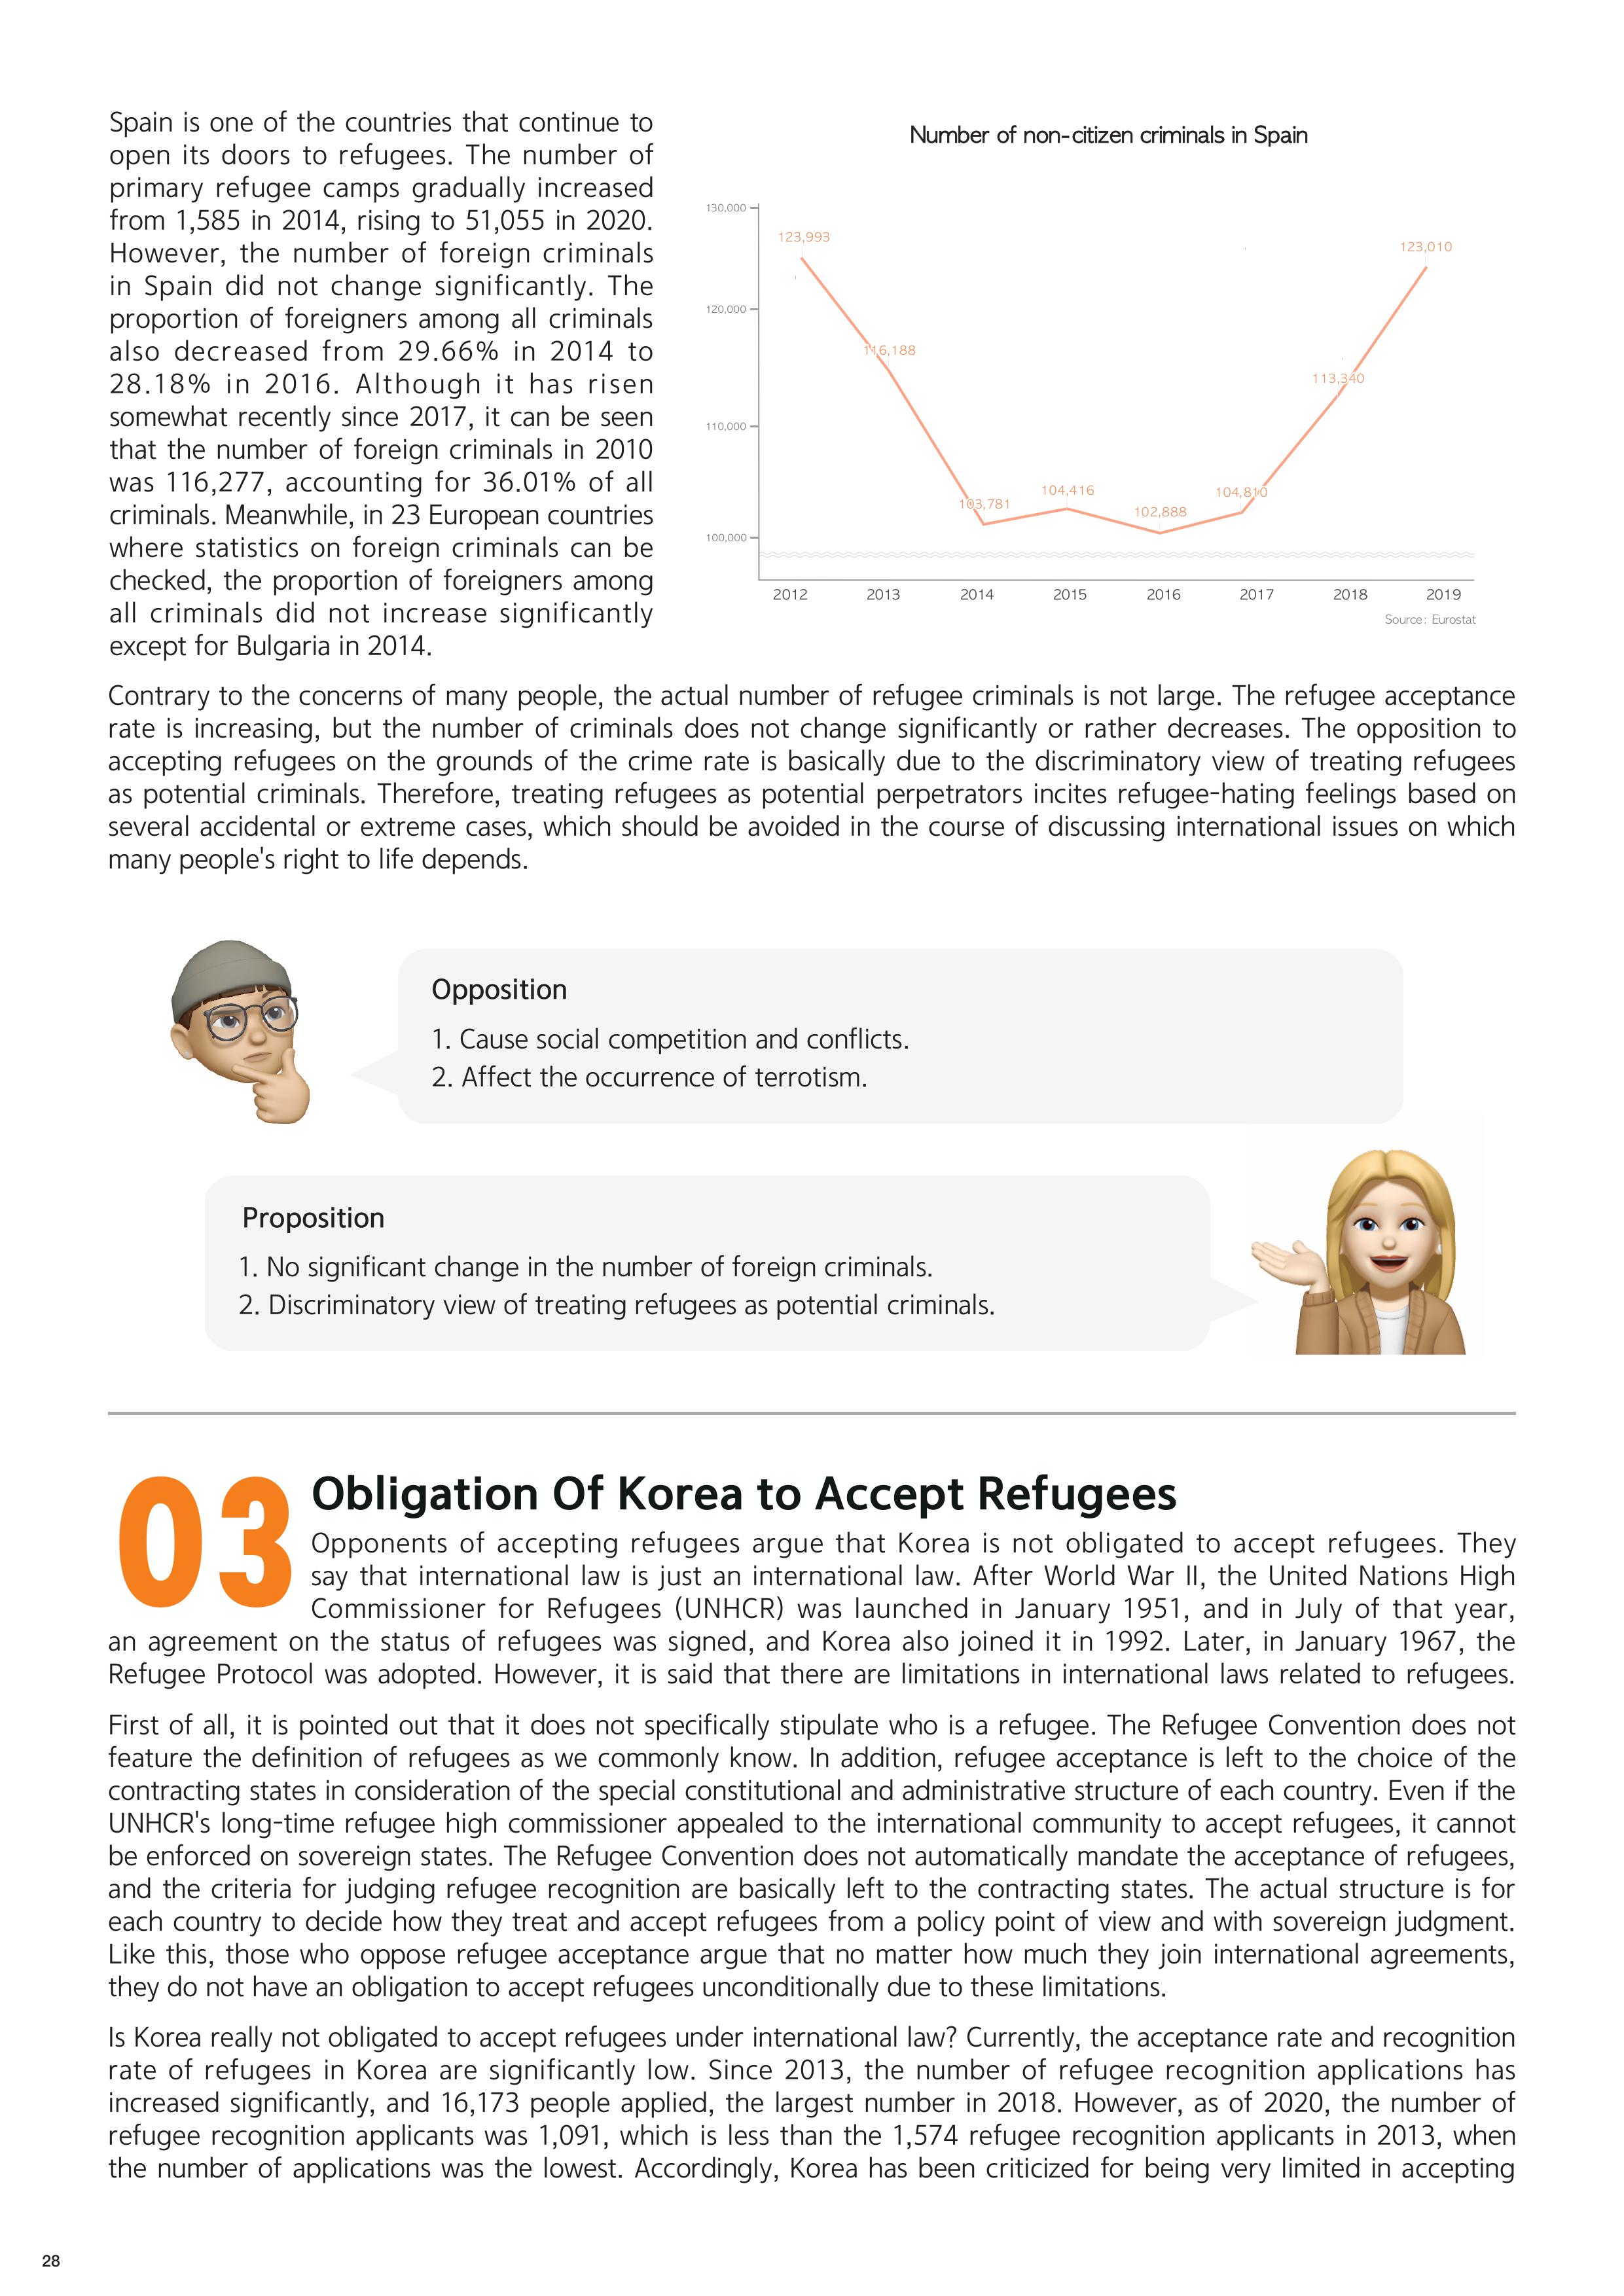 Spain is one of the countries that continue to
open its doors to refugees. The number of
primary refugee camps gradually increased
from 1,585 in 2014, rising to 51,055 in 2020.
However, the number of foreign criminals
in Spain did not change significantly. The
proportion of foreigners among all criminals
also decreased from 29.66% in 2014 to
28.18% in 2016. Although it has risen
somewhat recently since 2017, it can be seen
that the number of foreign criminals in 2010
was 116,277, accounting for 36.01% of all
criminals. Meanwhile, in 23 European countries
where statistics on foreign criminals can be
checked, the proportion of foreigners among
all criminals did not increase significantly
except for Bulgaria in 2014.
Number of non-citizen criminals in Spain
130,000
120,000
110,000
100,000
123,993
116,188
103,781
104,416
102,888
104,810
113,340
123,010
2012 2013 2014 2015 2016 2017 2018 2019
Source: Eurostat
Contrary to the concerns of many people, the actual number of refugee criminals is not large. The refugee acceptance
rate is increasing, but the number of criminals does not change significantly or rather decreases. The opposition to
accepting refugees on the grounds of the crime rate is basically due to the discriminatory view of treating refugees
as potential criminals. Therefore, treating refugees as potential perpetrators incites refugee-hating feelings based on
several accidental or extreme cases, which should be avoided in the course of discussing international issues on which
many people's right to life depends.
Opposition
1. Cause social competition and conflicts.
2. Affect the occurrence of terrotism.
Proposition
1. No significant change in the number of foreign criminals.
2. Discriminatory view of treating refugees as potential criminals.
03
Obligation Of Korea to Accept Refugees
Opponents of accepting refugees argue that Korea is not obligated to accept refugees. They
say that international law is just an international law. After World War II, the United Nations High
Commissioner for Refugees (UNHCR) was launched in January 1951, and in July of that year,
an agreement on the status of refugees was signed, and Korea also joined it in 1992. Later, in January 1967, the
Refugee Protocol was adopted. However, it is said that there are limitations in international laws related to refugees.
First of all, it is pointed out that it does not specifically stipulate who is a refugee. The Refugee Convention does not
feature the definition of refugees as we commonly know. In addition, refugee acceptance is left to the choice of the
contracting states in consideration of the special constitutional and administrative structure of each country. Even if the
UNHCR's long-time refugee high commissioner appealed to the international community to accept refugees, it cannot
be enforced on sovereign states. The Refugee Convention does not automatically mandate the acceptance of refugees,
and the criteria for judging refugee recognition are basically left to the contracting states. The actual structure is for
each country to decide how they treat and accept refugees from a policy point of view and with sovereign judgment.
Like this, those who oppose refugee acceptance argue that no matter how much they join international agreements,
they do not have an obligation to accept refugees unconditionally due to these limitations.
Is Korea really not obligated to accept refugees under international law? Currently, the acceptance rate and recognition
rate of refugees in Korea are significantly low. Since 2013, the number of refugee recognition applications has
increased significantly, and 16,173 people applied, the largest number in 2018. However, as of 2020, the number of
refugee recognition applicants was 1,091, which is less than the 1,574 refugee recognition applicants in 2013, when
the number of applications was the lowest. Accordingly, Korea has been criticized for being very limited in accepting
28